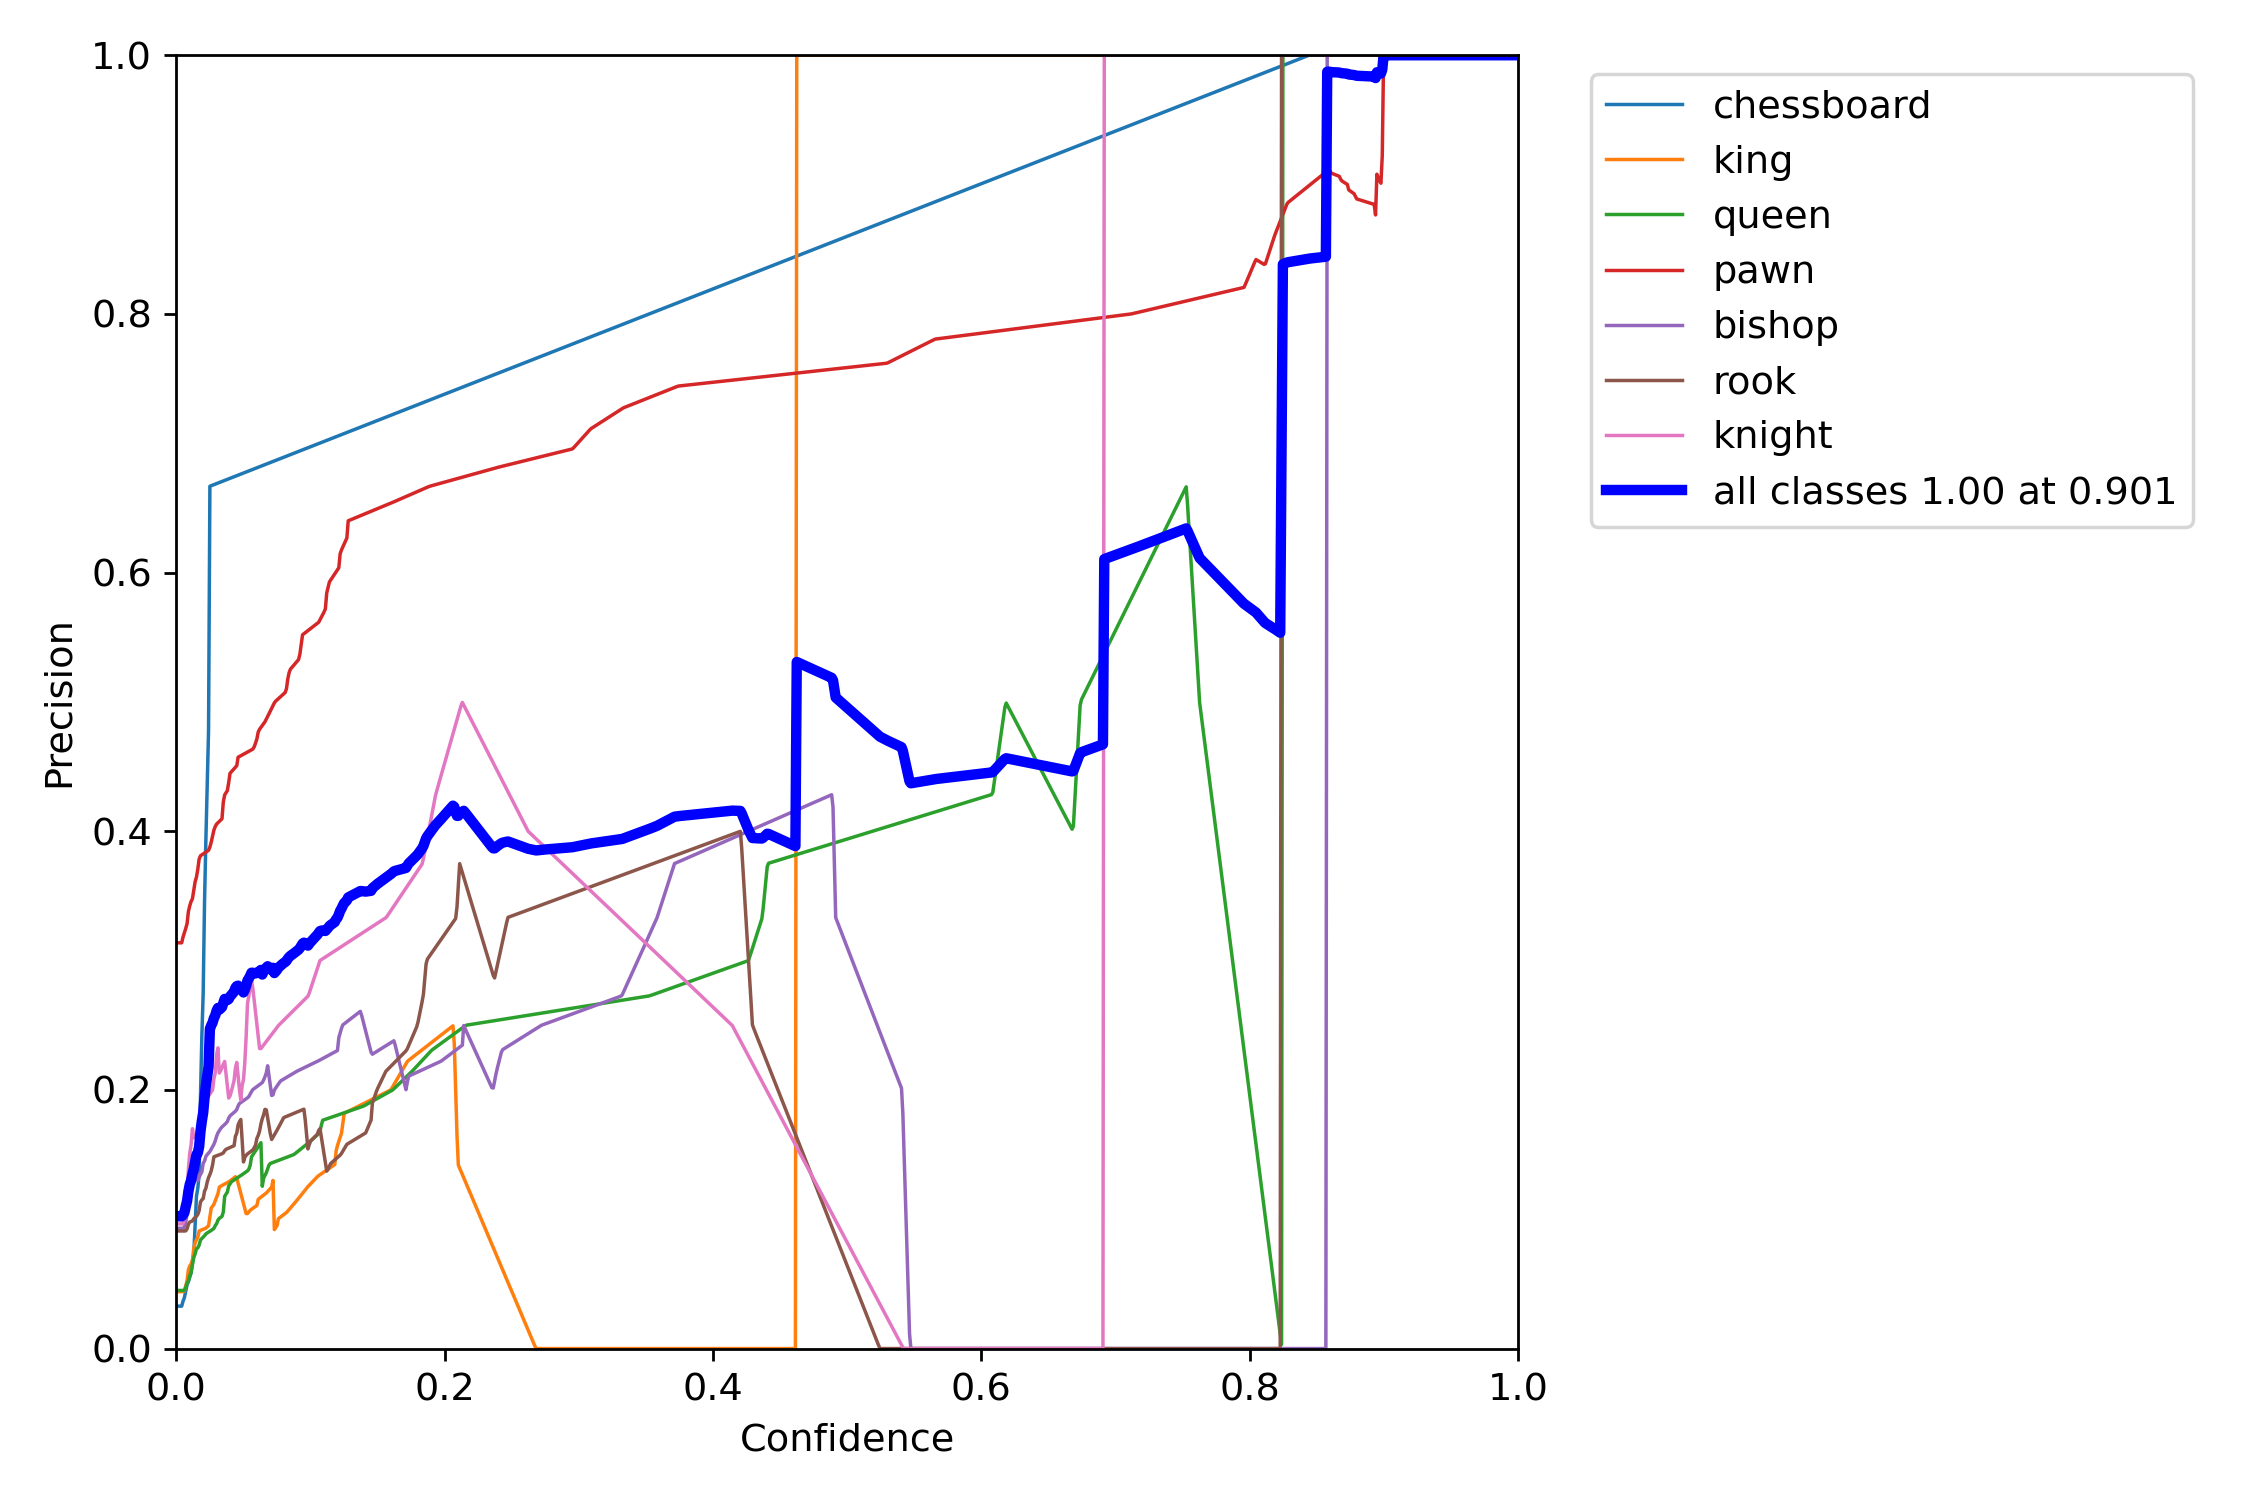 1.0
0.8
0.6
0.4
0.2
0.0
Precision
0.0 0.2 0.4 0.6 0.8 1.0
Confidence
chessboard
king
queen
pawn
bishop
rook
knight
all classes 1.00 at 0.901